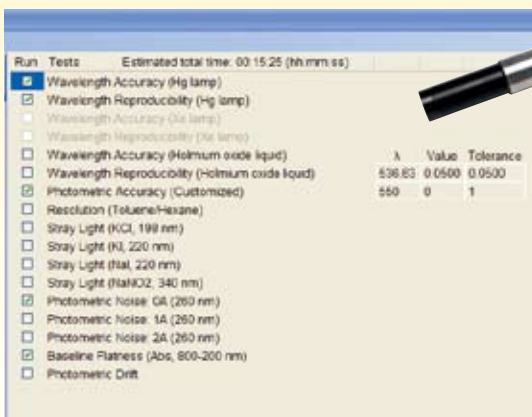 Run Tests Estimated total time: 00:15:25 (hh:mm:ss)
Wavelength Accuracy (Hg lamp)
Wavelength Reproducibility (Hg lamp)
Wavelength Accuracy (Xe lamp)
Wavelength Reproducibility (Xe lamp)
Wavelength Accuracy (Holmium oxide liquid) λ Value Tolerance
Wavelength Reproducibility (Holmium oxide liquid) 536.63 0.0500 0.0500
Photometric Accuracy (Customized) 550 0 1
Resolution (Toluene/Hexane)
Stray Light (KCl, 198 nm)
Stray Light (KI, 220 nm)
Stray Light (NaI, 220 nm)
Stray Light (NaNO2, 340 nm)
Photometric Noise: 0A (260 nm)
Photometric Noise: 1A (260 nm)
Photometric Noise: 2A (260 nm)
Baseline Flatness (Abs, 800-200 nm)
Photometric Drift